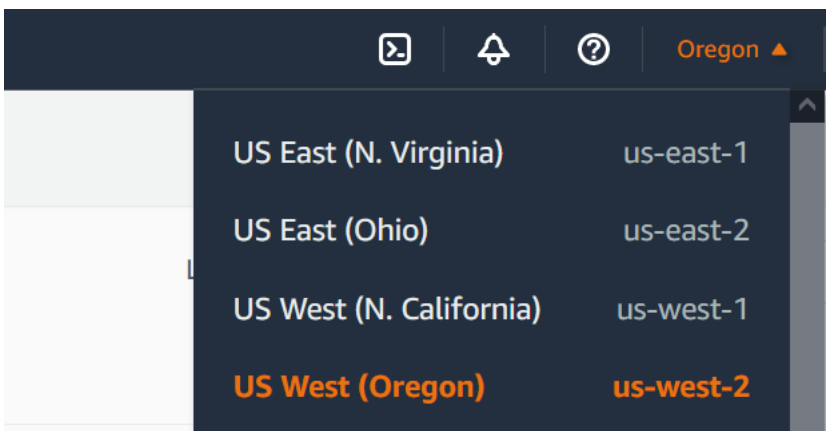 Oregon
US East (N. Virginia) us-east-1
US East (Ohio) us-east-2
US West (N. California) us-west-1
US West (Oregon) us-west-2